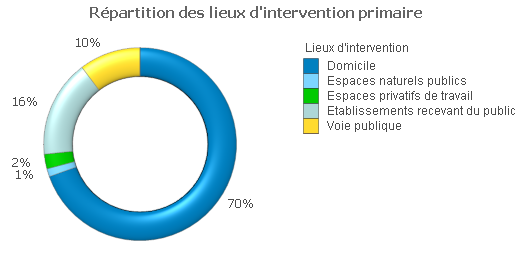 Répartition des lieux d'intervention primaire
10%
16%
2%
1%
70%
Lieux d'intervention
Domicile
Espaces naturels publics
Espaces privatifs de travail
Etablissements recevant du public
Voie publique